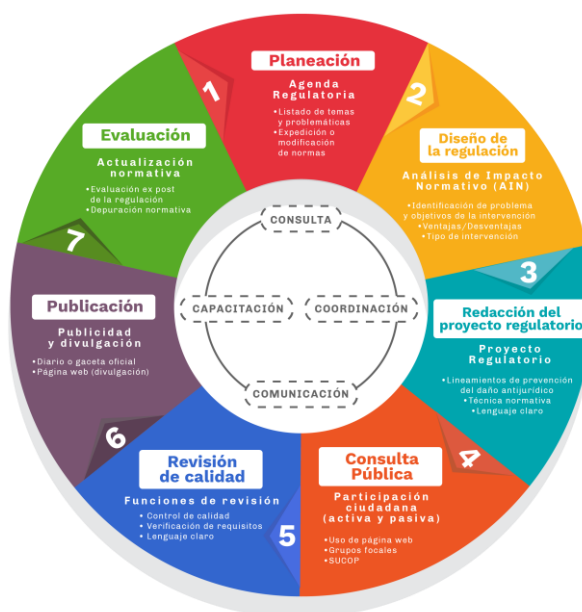 1
Planeación
Agenda
Regulatoria
•Listado de temas
y problemáticas
•Expedición o
modificación
de normas
2
Diseño de
la regulación
Análisis de Impacto
Normativo (AIN)
•Identificación de problema
y objetivos de la intervención
•Ventajas/Desventajas
•Tipo de intervención
3
Redacción del
proyecto regulatorio
Proyecto
Regulatorio
•Lineamientos de prevención
del daño antijurídico
•Técnica normativa
•Lenguaje claro
4
Consulta
Pública
Participación
ciudadana
(activa y pasiva)
•Uso de página web
•Grupos focales
•SUCOP
5
Revisión
de calidad
Funciones de revisión
• Control de calidad
• Verificación de requisitos
• Lenguaje claro
6
Publicación
Publicidad
y divulgación
•Diario o gaceta oficial
•Página web (divulgación)
7
Evaluación
Actualización
normativa
•Evaluación ex post
de la regulación
•Depuración normativa
CONSULTA
CAPACITACIÓN
COORDINACIÓN
COMUNICACIÓN